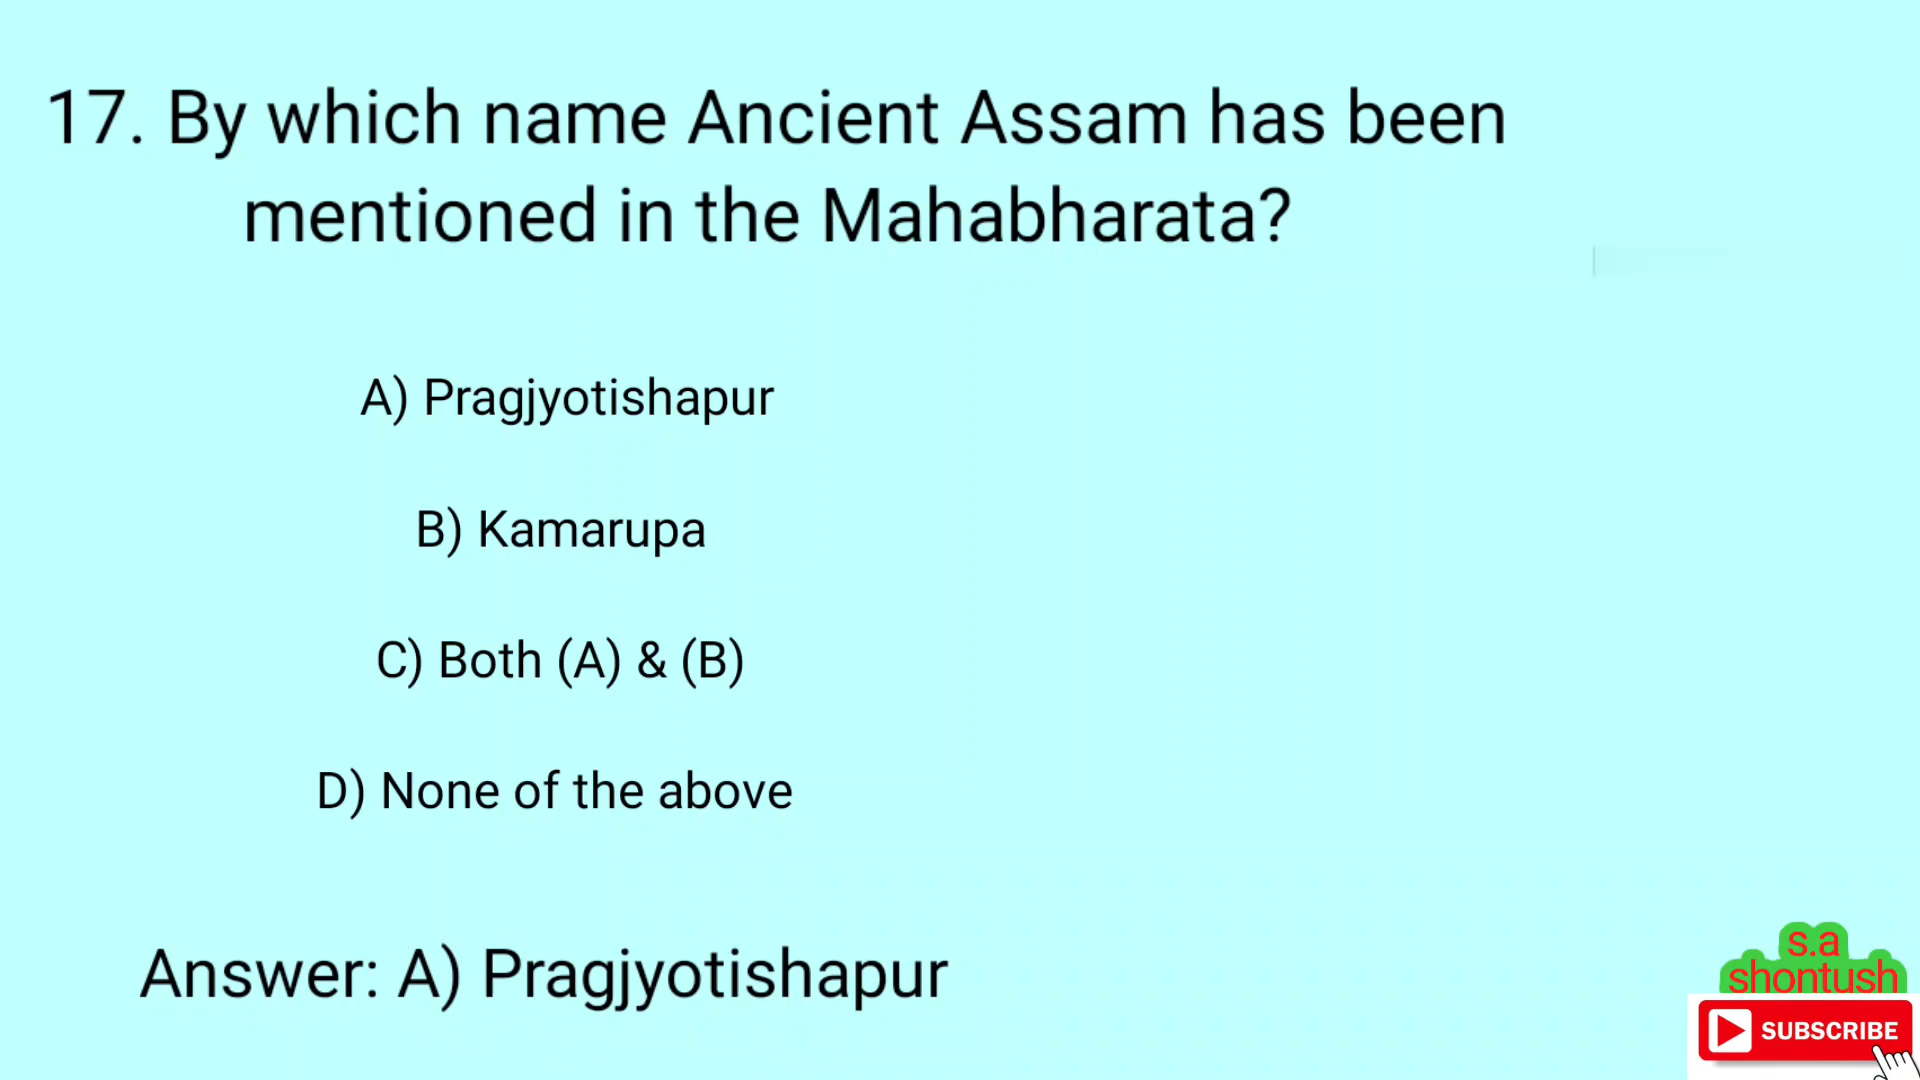 17. By which name Ancient Assam has been
mentioned in the Mahabharata?
A) Pragjyotishapur
B) Kamarupa
C) Both (A) & (B)
D) None of the above
Answer: A) Pragjyotishapur
s.a
shontush
SUBSCRIBE